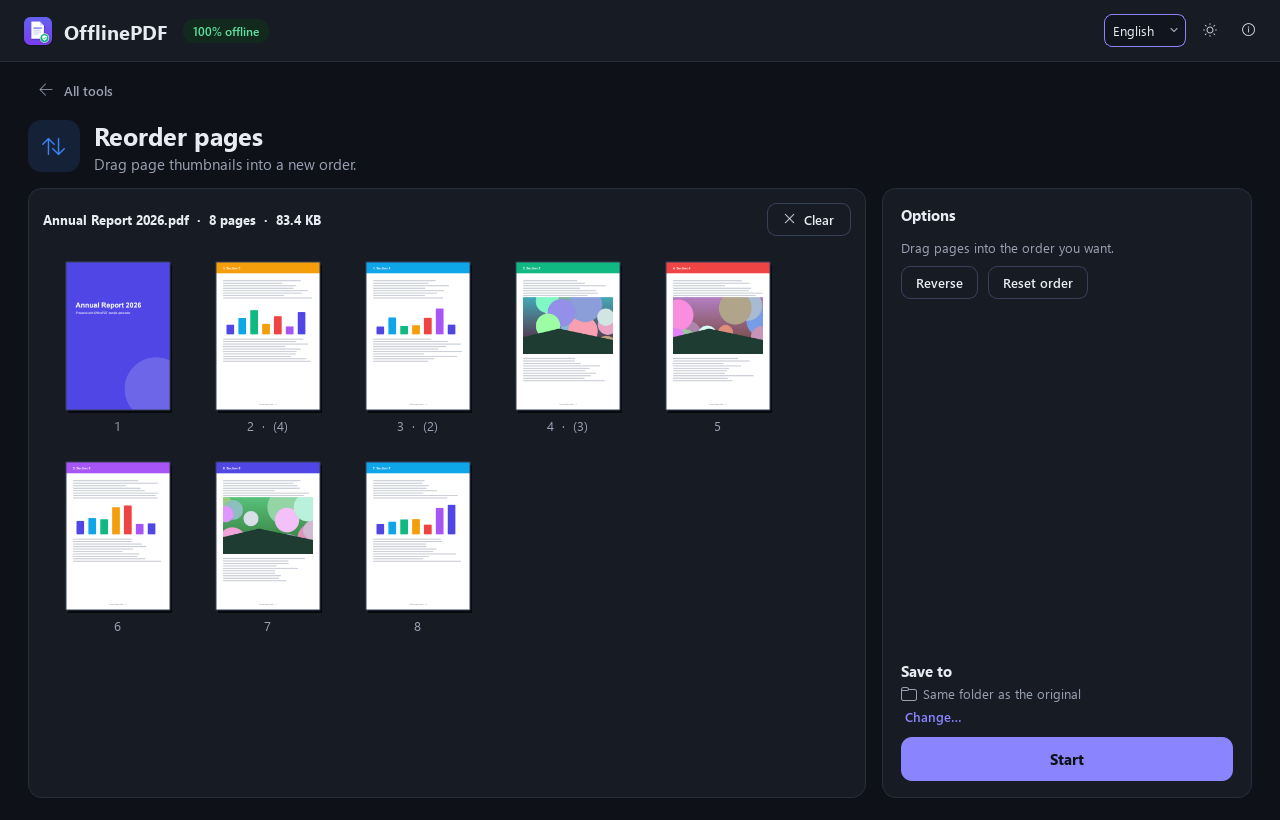 OfflinePDF
100% offline
English
All tools
Reorder pages
Drag page thumbnails into a new order.
Annual Report 2026.pdf · 8 pages · 83.4 KB
Clear
Annual Report 2026
1
2 · (4)
3 · (2)
4 · (3)
5
6
7
8
Options
Drag pages into the order you want.
Reverse
Reset order
Save to
Same folder as the original
Change...
Start